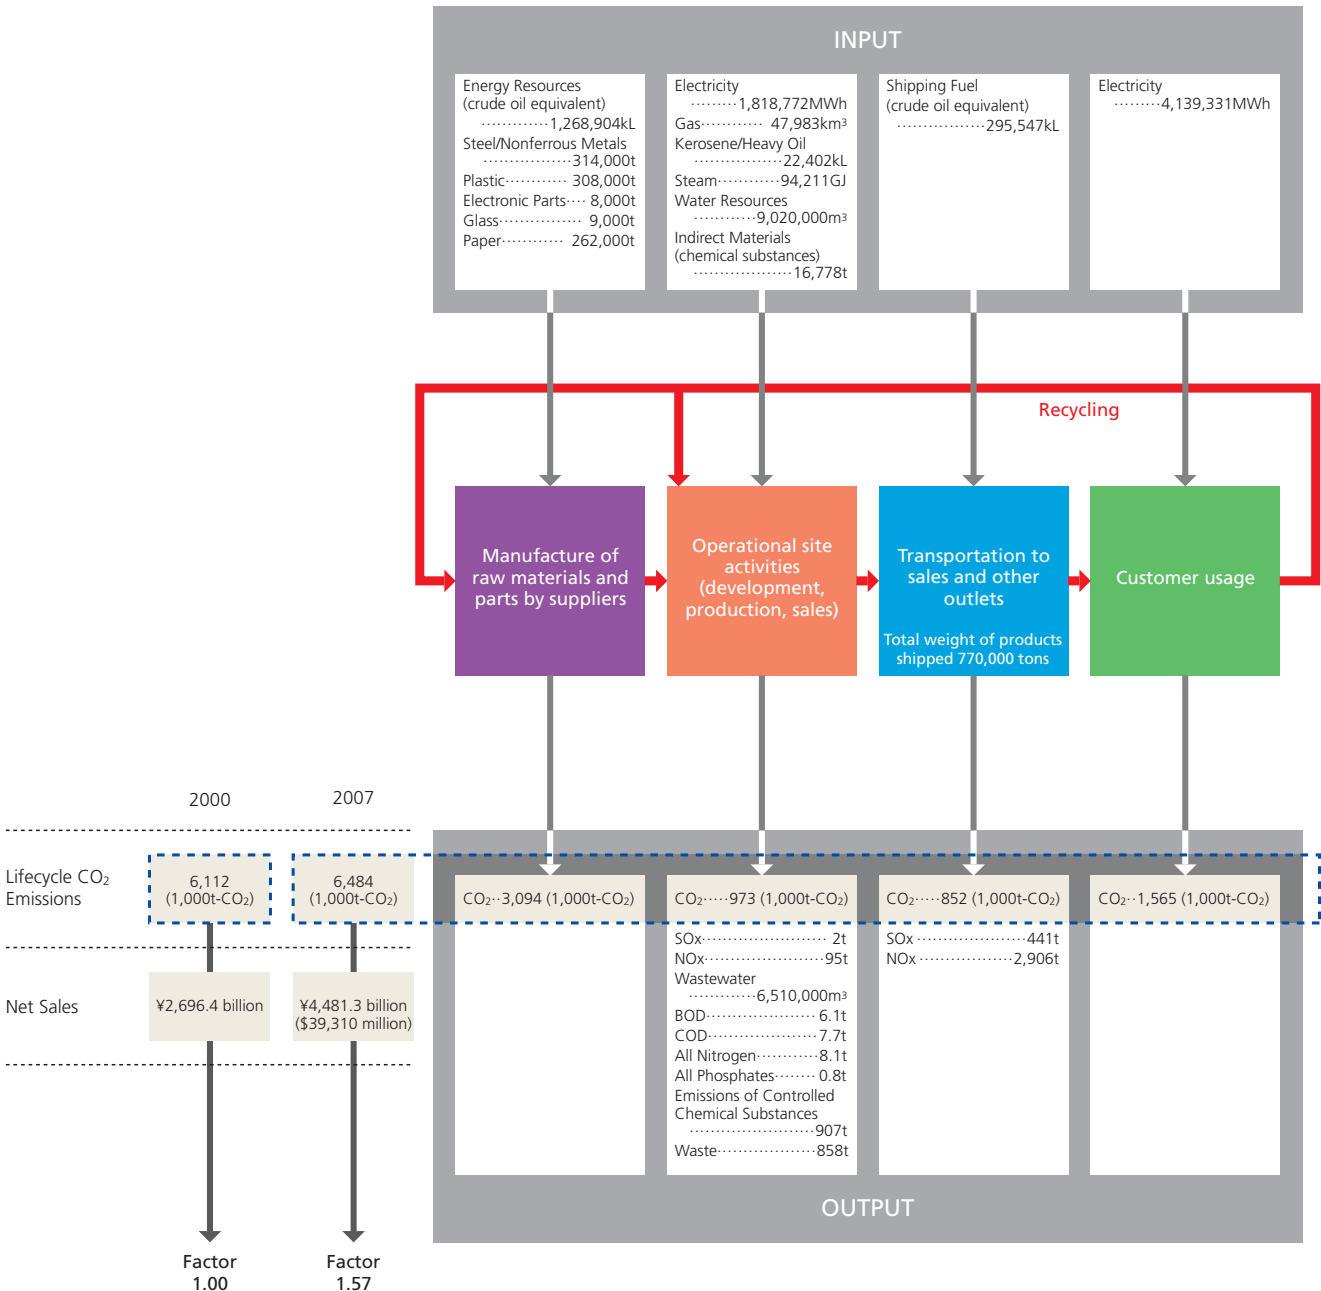 INPUT
Energy Resources
(crude oil equivalent)
·············1,268,904kL
Steel/Nonferrous Metals
·················314,000t
Plastic············ 308,000t
Electronic Parts···· 8,000t
Glass················ 9,000t
Paper············ 262,000t
Electricity
·········1,818,772MWh
Gas············ 47,983km³
Kerosene/Heavy Oil
·················22,402kL
Steam············94,211GJ
Water Resources
············9,020,000m³
Indirect Materials
(chemical substances)
···················16,778t
Shipping Fuel
(crude oil equivalent)
·················295,547kL
Electricity
·········4,139,331MWh
Recycling
Manufacture of
raw materials and
parts by suppliers
Operational site
activities
(development,
production, sales)
Transportation to
sales and other
outlets
Total weight of products
shipped 770,000 tons
Customer usage
2000
2007
Lifecycle CO₂
Emissions
6,112
(1,000t-CO₂)
6,484
(1,000t-CO₂)
CO₂··3,094 (1,000t-CO₂)
CO₂·····973 (1,000t-CO₂)
CO₂·····852 (1,000t-CO₂)
CO₂··1,565 (1,000t-CO₂)
SOx······················ 2t
NOx·····················95t
Wastewater
·············6,510,000m³
BOD····················· 6.1t
COD·····················7.7t
All Nitrogen············8.1t
All Phosphates········ 0.8t
Emissions of Controlled
Chemical Substances
························907t
Waste···················858t
SOx ·····················441t
NOx ··················2,906t
Net Sales
¥2,696.4 billion
¥4,481.3 billion
($39,310 million)
OUTPUT
Factor
1.00
Factor
1.57